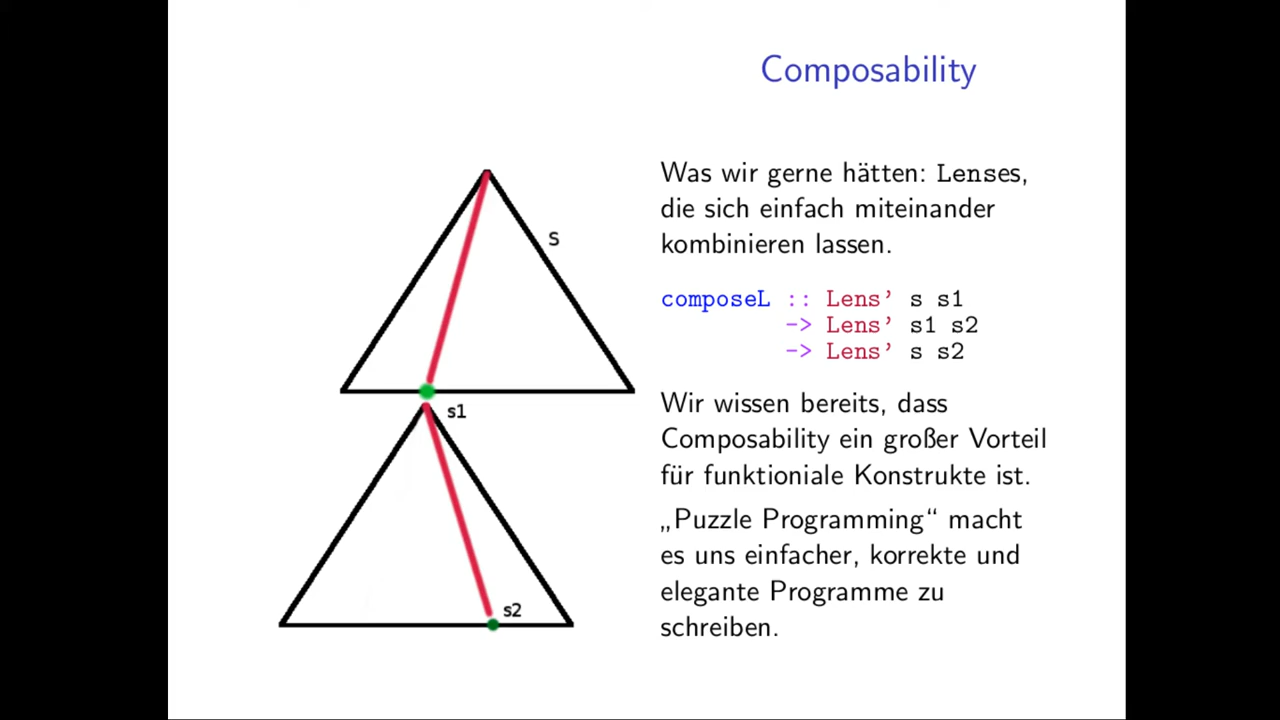 Composability
Was wir gerne hätten: Lenses,
die sich einfach miteinander
kombinieren lassen.
composeL :: Lens' s s1
-> Lens' s1 s2
-> Lens' s s2
Wir wissen bereits, dass
Composability ein großer Vorteil
für funktioniale Konstrukte ist.
„Puzzle Programming“ macht
es uns einfacher, korrekte und
elegante Programme zu
schreiben.
S
s1
s2